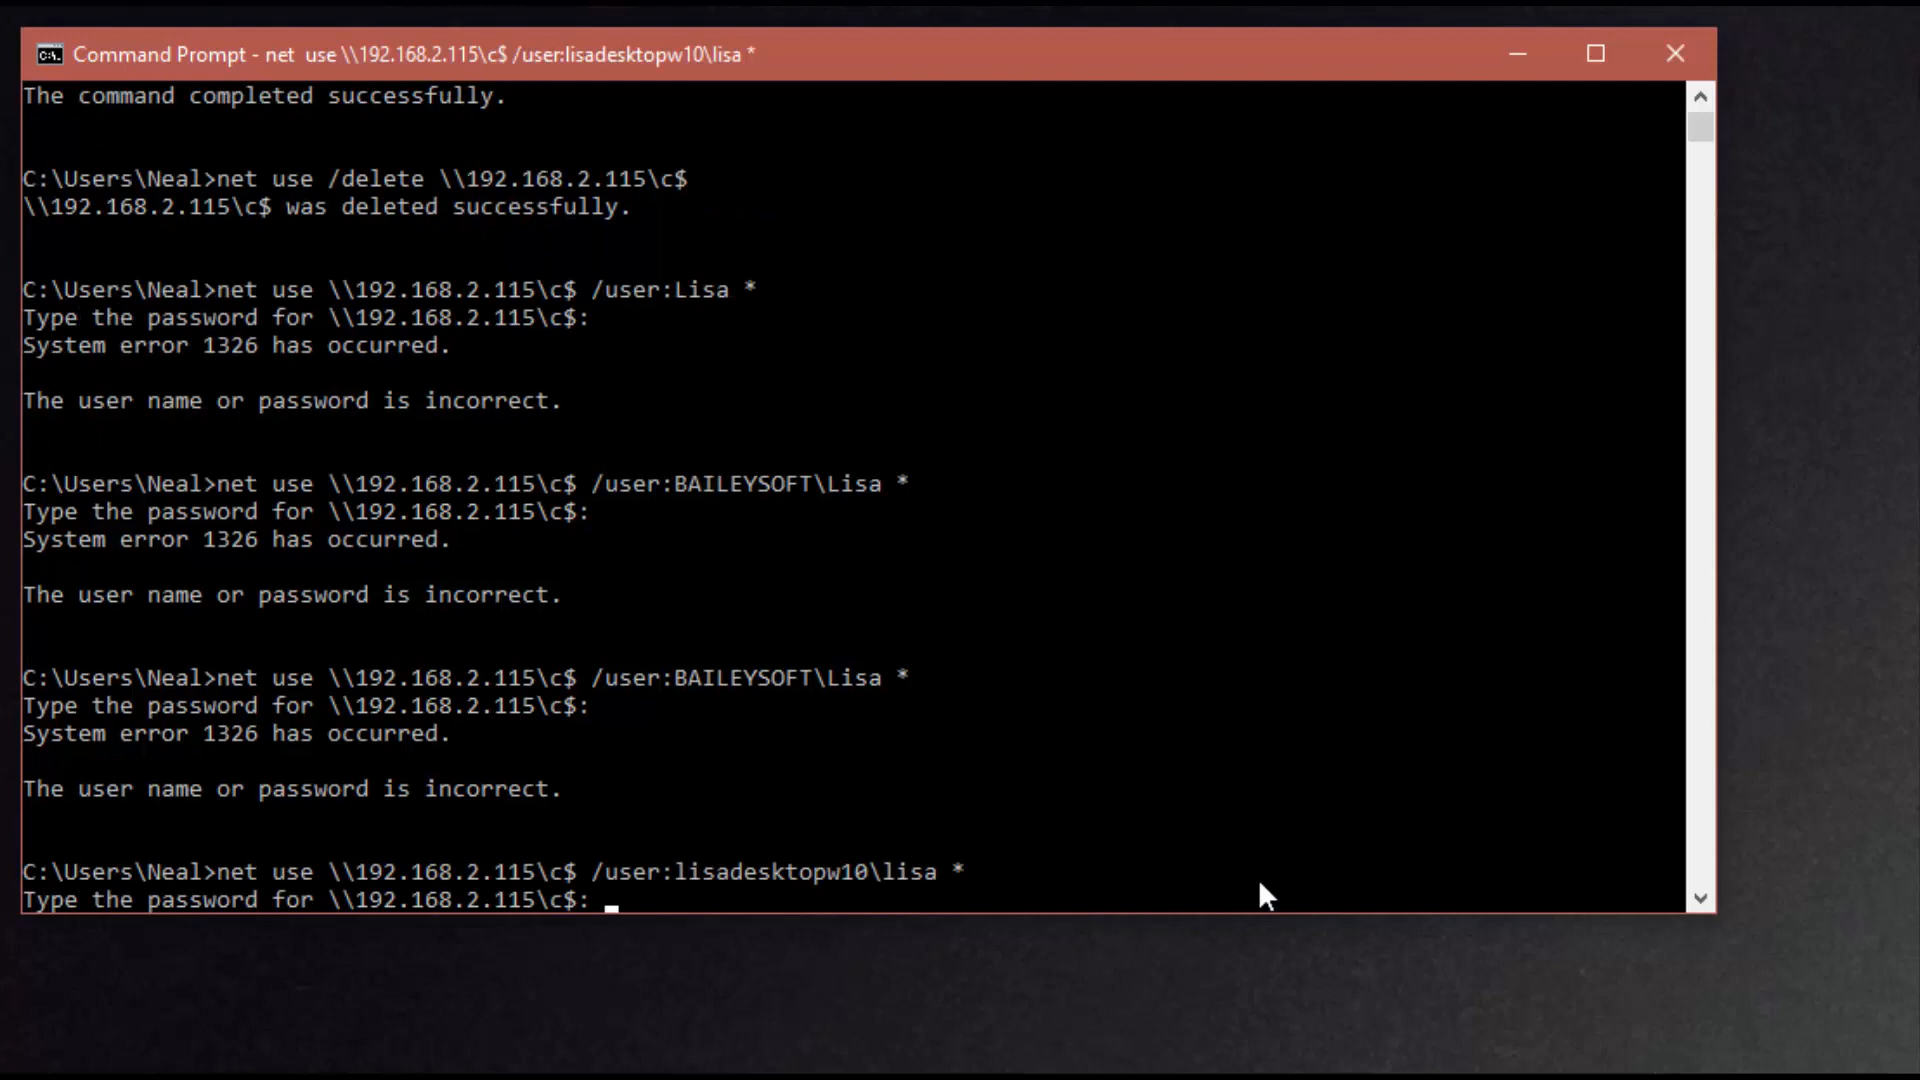 Command Prompt - net  use \\192.168.2.115\c$ /user:lisadesktopw10\lisa *
The command completed successfully.
C:\Users\Neal>net use /delete \\192.168.2.115\c$
\\192.168.2.115\c$ was deleted successfully.
C:\Users\Neal>net use \\192.168.2.115\c$ /user:Lisa *
Type the password for \\192.168.2.115\c$:
System error 1326 has occurred.
The user name or password is incorrect.
C:\Users\Neal>net use \\192.168.2.115\c$ /user:BAILEYSOFT\Lisa *
Type the password for \\192.168.2.115\c$:
System error 1326 has occurred.
The user name or password is incorrect.
C:\Users\Neal>net use \\192.168.2.115\c$ /user:BAILEYSOFT\Lisa *
Type the password for \\192.168.2.115\c$:
System error 1326 has occurred.
The user name or password is incorrect.
C:\Users\Neal>net use \\192.168.2.115\c$ /user:lisadesktopw10\lisa *
Type the password for \\192.168.2.115\c$: